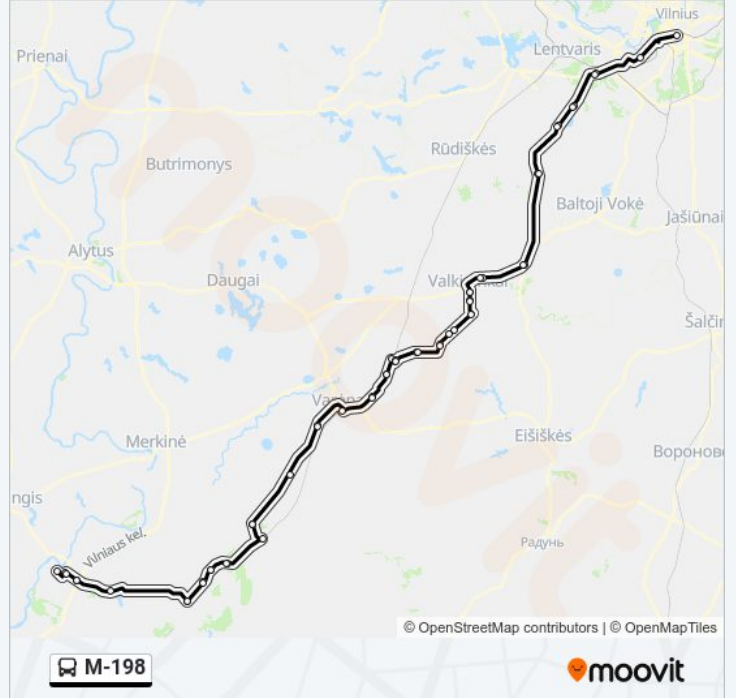 Vilnius
Prienai
Lentvaris
Rūdiškės
Butrimonys
Baltoji Vokė
Jašiūnai
Alytus
Daugai
Šalčin
Merkinė
Eišiškės
Вороново
ngis
Vilniaus kel.
Радунь
© OpenStreetMap contributors | © OpenMapTiles
M-198
moovit
moovit